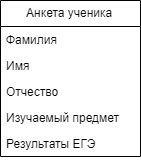 Анкета ученика
Фамилия
Имя
Отчество
Изучаемый предмет
Результаты ЕГЭ